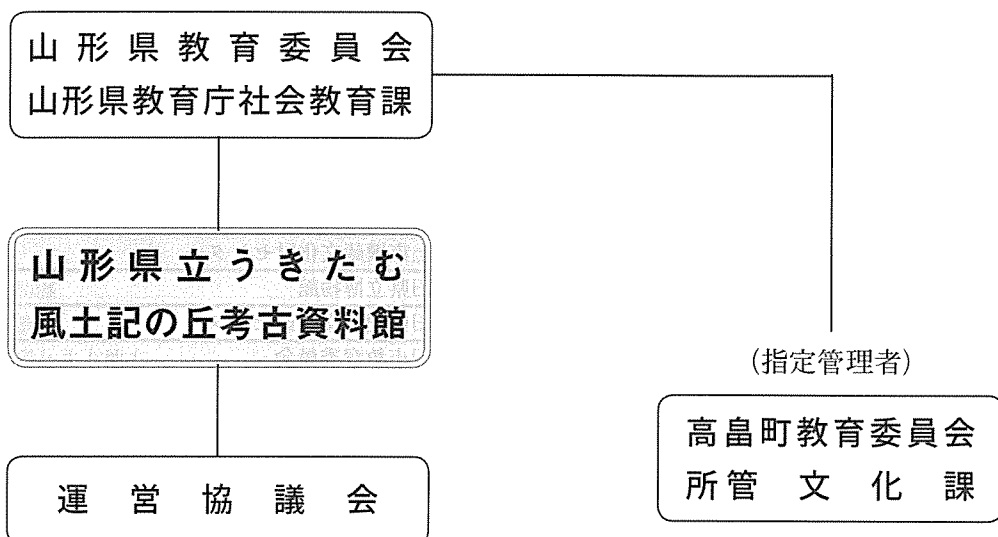 山形県教育委員会
山形県教育庁社会教育課
山形県立うきたむ
風土記の丘考古資料館
(指定管理者)
高畠町教育委員会
所管 文化課
運営協議会